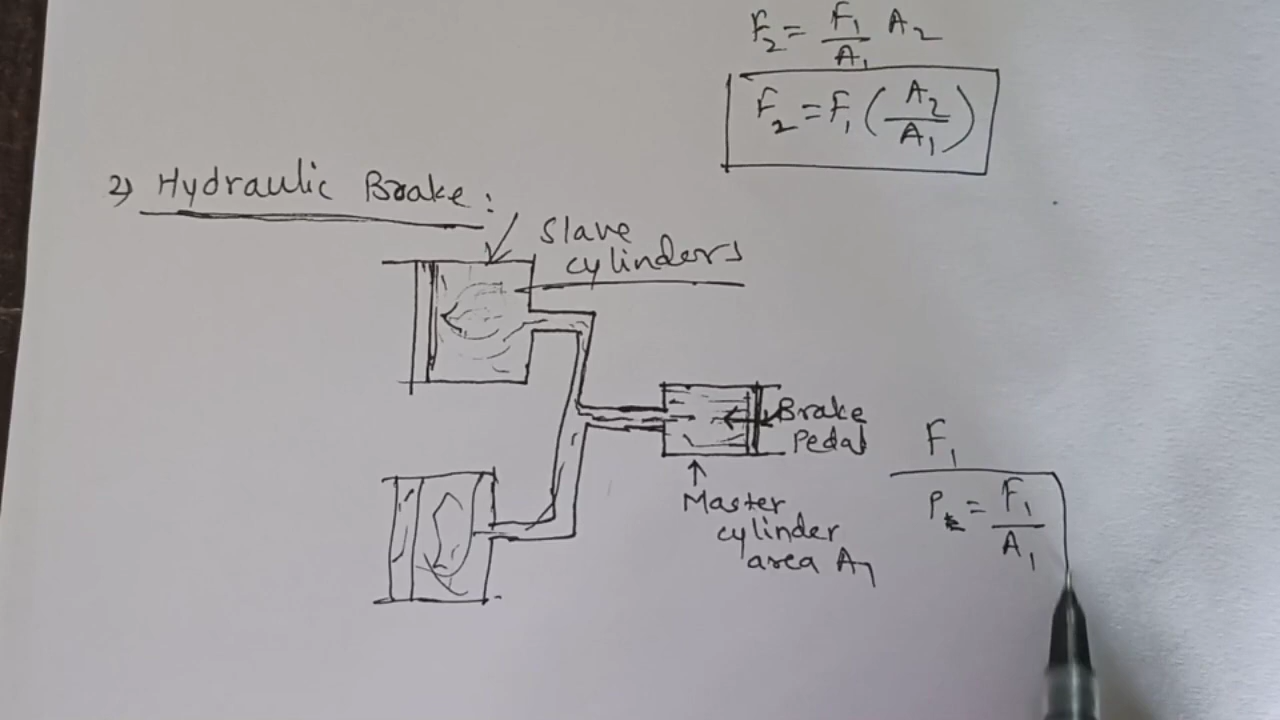 F₂ = F₁/A₁ A₂
F₂ = F₁ (A₂/A₁)
2) Hydraulic Brake:
Slave
cylinders
Brake
Pedal
Master
cylinder
area A₁
F₁
P = F₁/A₁